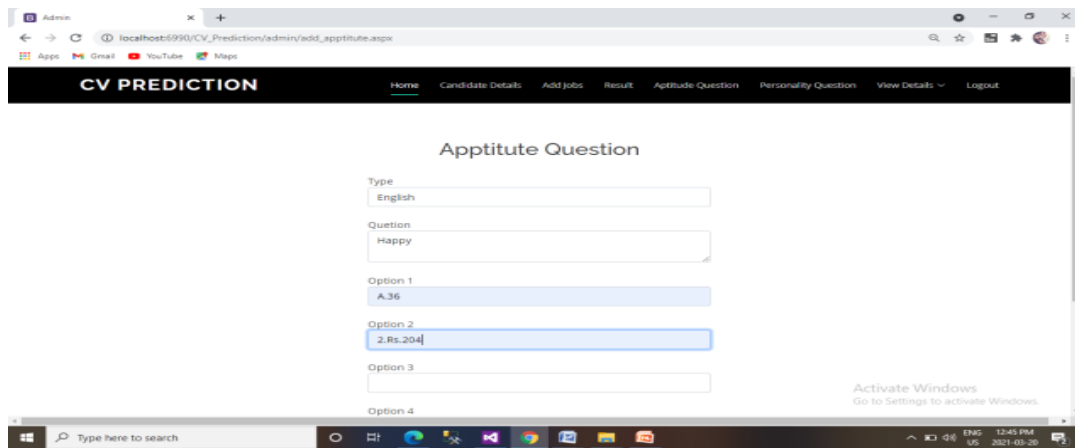 Admin
localhost:6990/CV_Prediction/admin/add_apptitute.aspx
Apps Gmail YouTube Maps
CV PREDICTION Home Candidate Details Add Jobs Result Aptitude Question Personality Question View Details Logout
Apptitute Question
Type
English
Quetion
Happy
Option 1
A.36
Option 2
2.Rs.204
Option 3
Option 4
Activate Windows
Go to Settings to activate Windows.
Type here to search
ENG 12:45 PM
US 2021-03-20